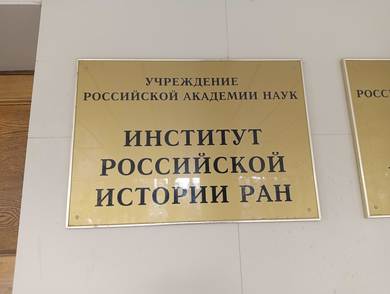 УЧРЕЖДЕНИЕ
РОССИЙСКОЙ АКАДЕМИИ НАУК
ИНСТИТУТ
РОССИЙСКОЙ
ИСТОРИИ РАН